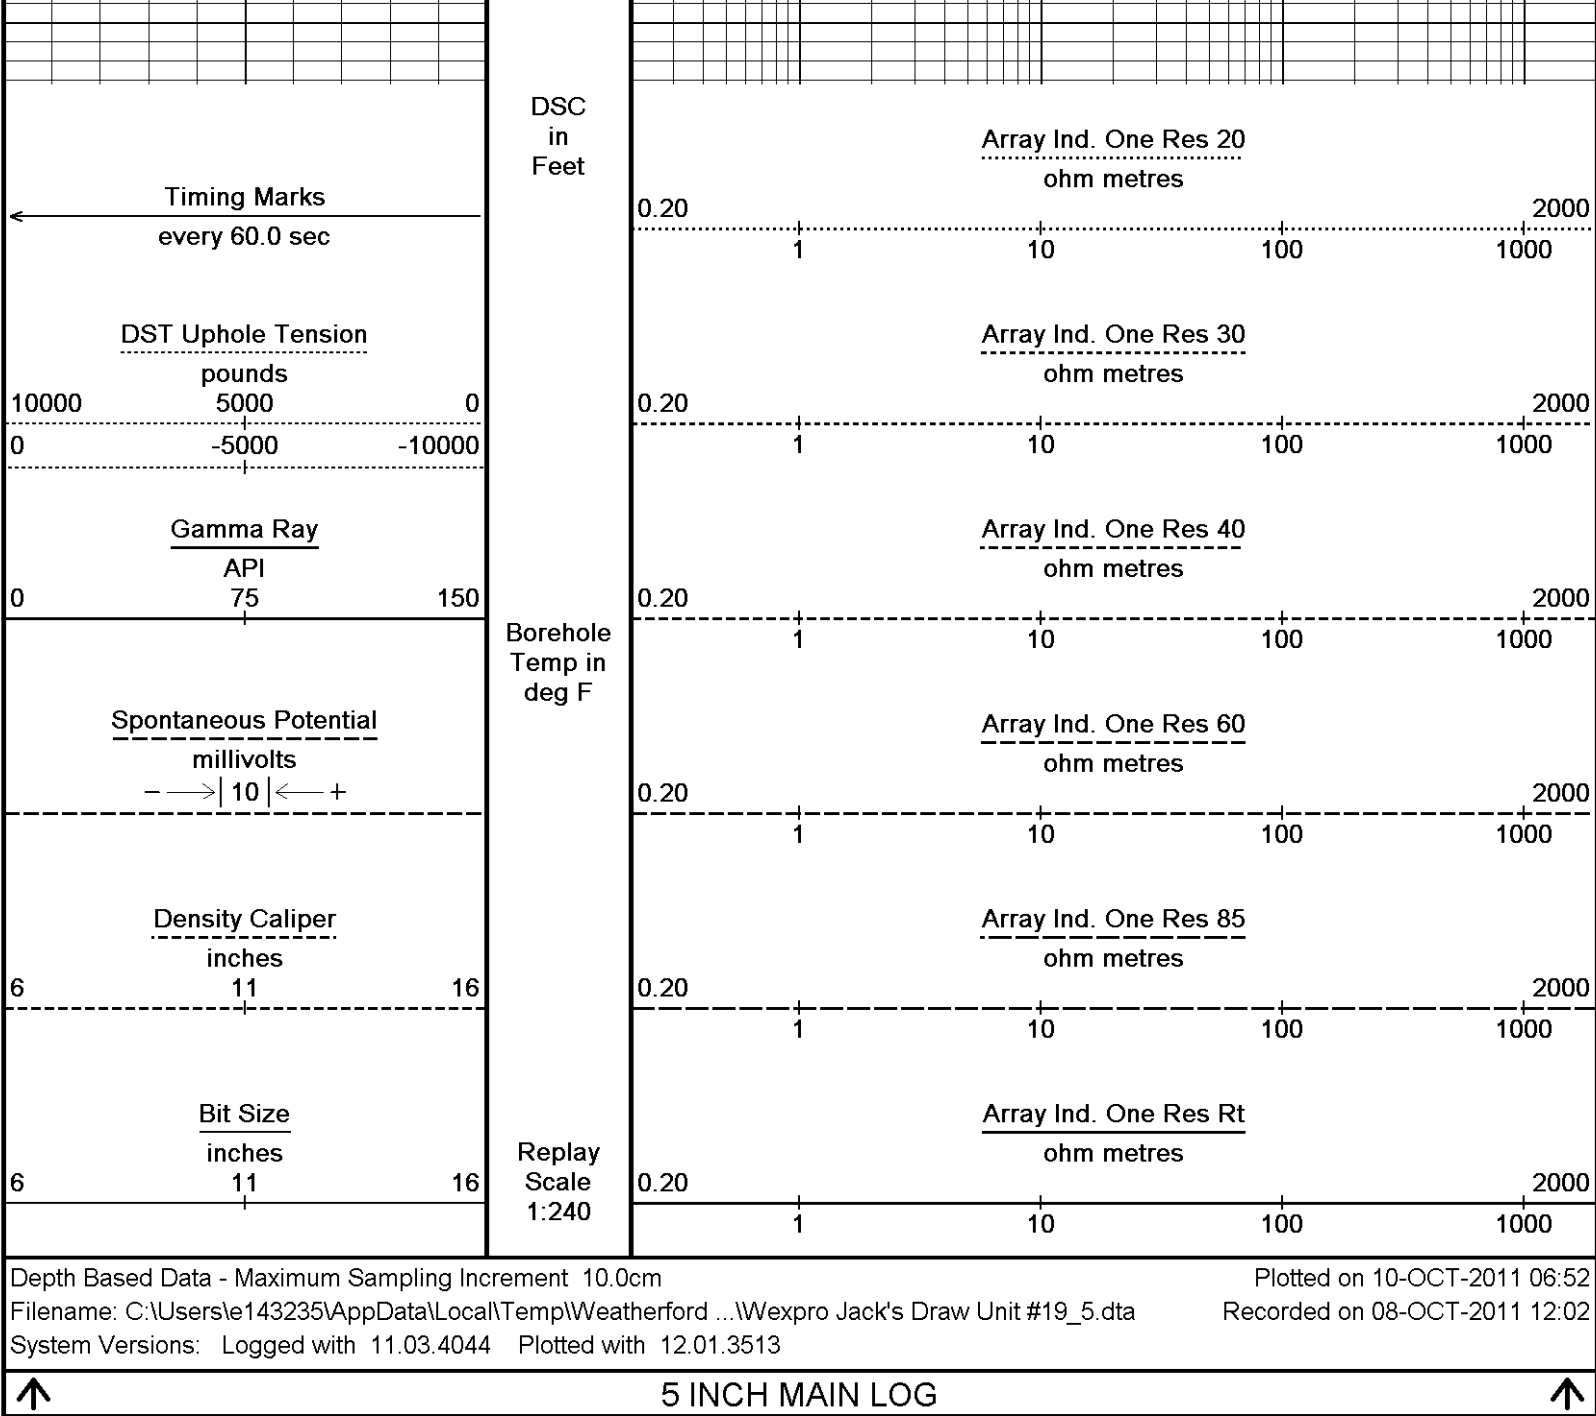 Timing Marks
every 60.0 sec
DST Uphole Tension
pounds
10000 5000 0
0 -5000 -10000
Gamma Ray
API
0 75 150
Spontaneous Potential
millivolts
− →| 10 |← +
Density Caliper
inches
6 11 16
Bit Size
inches
6 11 16
DSC
in
Feet
Borehole
Temp in
deg F
Replay
Scale
1:240
Array Ind. One Res 20
ohm metres
0.20 2000
1 10 100 1000
Array Ind. One Res 30
ohm metres
0.20 2000
1 10 100 1000
Array Ind. One Res 40
ohm metres
0.20 2000
1 10 100 1000
Array Ind. One Res 60
ohm metres
0.20 2000
1 10 100 1000
Array Ind. One Res 85
ohm metres
0.20 2000
1 10 100 1000
Array Ind. One Res Rt
ohm metres
0.20 2000
1 10 100 1000
Depth Based Data - Maximum Sampling Increment 10.0cm Plotted on 10-OCT-2011 06:52
Filename: C:\Users\e143235\AppData\Local\Temp\Weatherford ...\Wexpro Jack's Draw Unit #19_5.dta Recorded on 08-OCT-2011 12:02
System Versions: Logged with 11.03.4044 Plotted with 12.01.3513
↑ 5 INCH MAIN LOG ↑